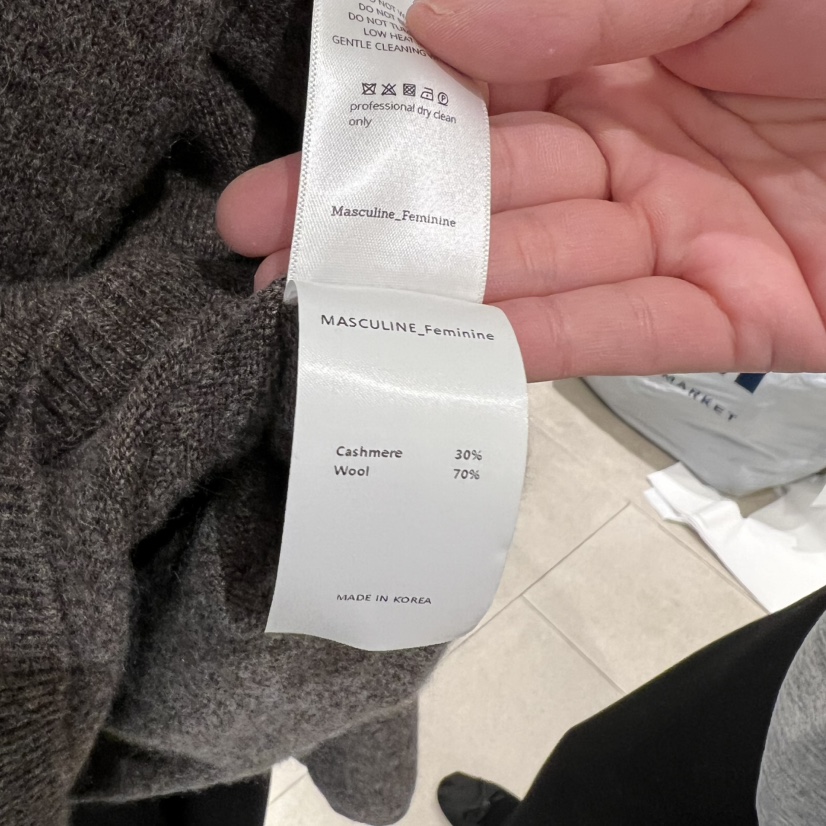 DO NOT
DO NOT
LOW HEAT
GENTLE CLEANING
professional dry clean
only
Masculine_Feminine
MASCULINE_Feminine
Cashmere 30%
Wool 70%
MADE IN KOREA
MARKET